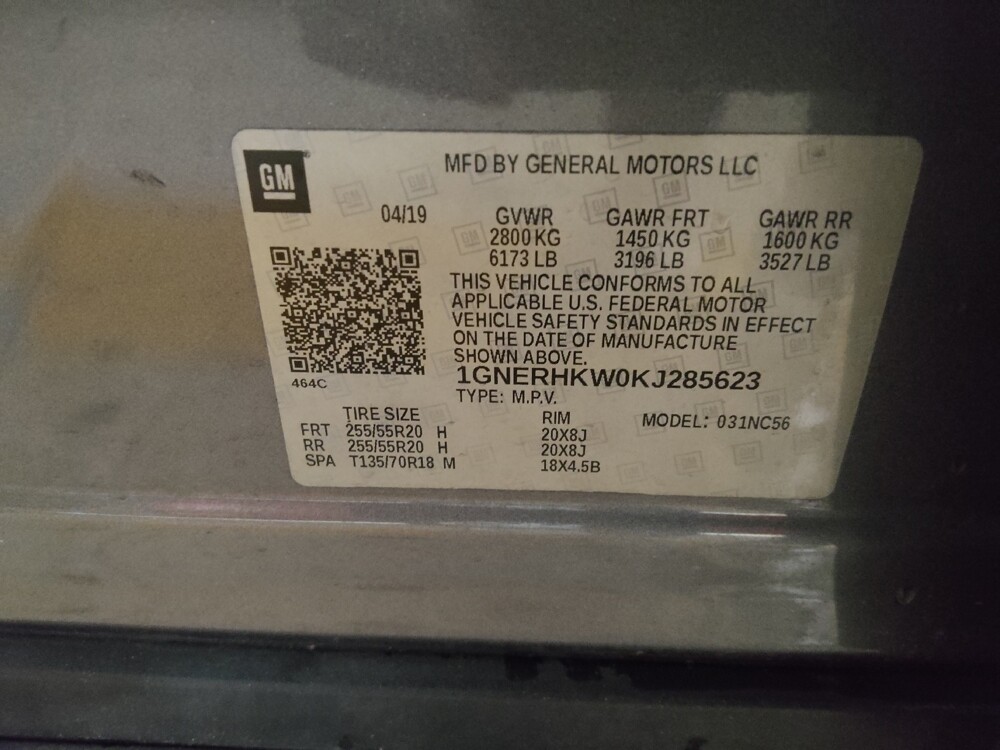 GM
MFD BY GENERAL MOTORS LLC
04/19 GVWR GAWR FRT GAWR RR
2800 KG 1450 KG 1600 KG
6173 LB 3196 LB 3527 LB
THIS VEHICLE CONFORMS TO ALL
APPLICABLE U.S. FEDERAL MOTOR
VEHICLE SAFETY STANDARDS IN EFFECT
ON THE DATE OF MANUFACTURE
SHOWN ABOVE.
464C
1GNERHKW0KJ285623
TYPE: M.P.V.
TIRE SIZE RIM MODEL: 031NC56
FRT 255/55R20 H 20X8J
RR 255/55R20 H 20X8J
SPA T135/70R18 M 18X4.5B